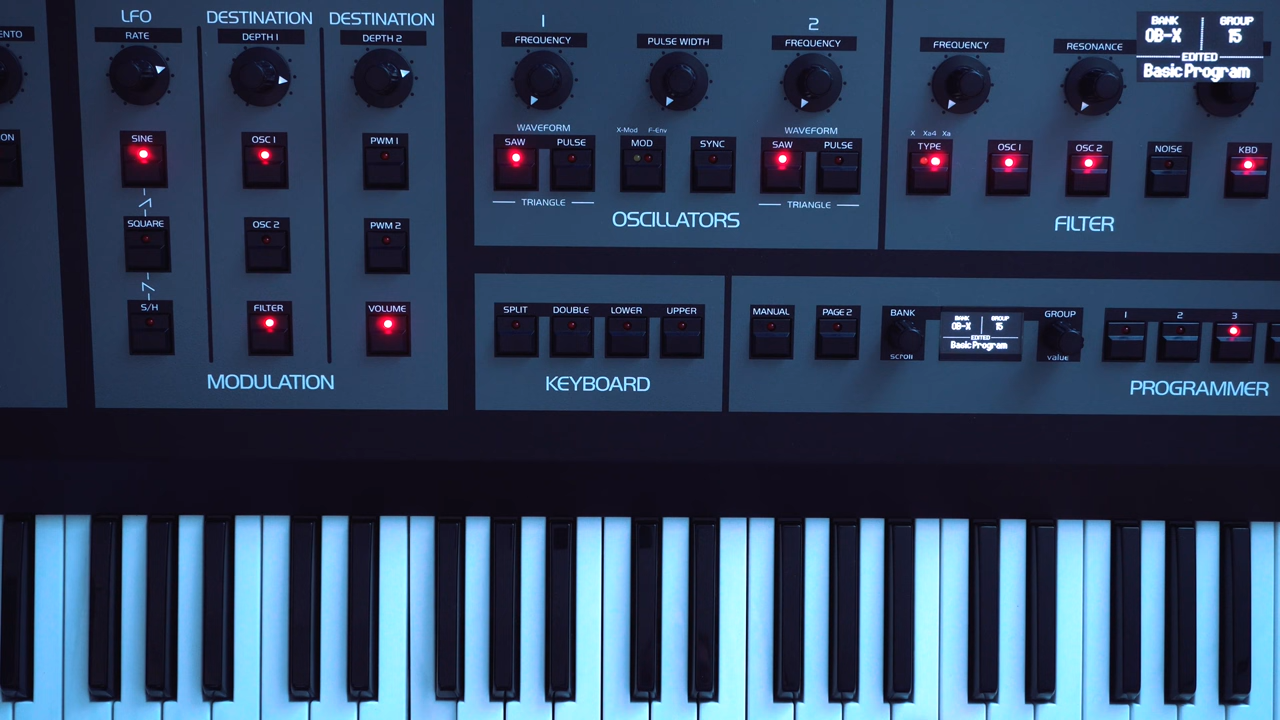 LFO
RATE
SINE
SQUARE
S/H
DESTINATION
DEPTH 1
OSC 1
OSC 2
FILTER
DESTINATION
DEPTH 2
PWM 1
PWM 2
VOLUME
MODULATION
1
FREQUENCY
PULSE WIDTH
2
FREQUENCY
WAVEFORM
SAW
PULSE
TRIANGLE
X-Mod F-Env
MOD
SYNC
WAVEFORM
SAW
PULSE
TRIANGLE
OSCILLATORS
FREQUENCY
RESONANCE
X Xa4 Xa
TYPE
OSC 1
OSC 2
NOISE
KBD
FILTER
BANK GROUP
OB-X 15
EDITED
Basic Program
SPLIT
DOUBLE
LOWER
UPPER
KEYBOARD
MANUAL
PAGE 2
BANK
scroll
BANK GROUP
OB-X 15
EDITED
Basic Program
GROUP
value
1
2
3
PROGRAMMER